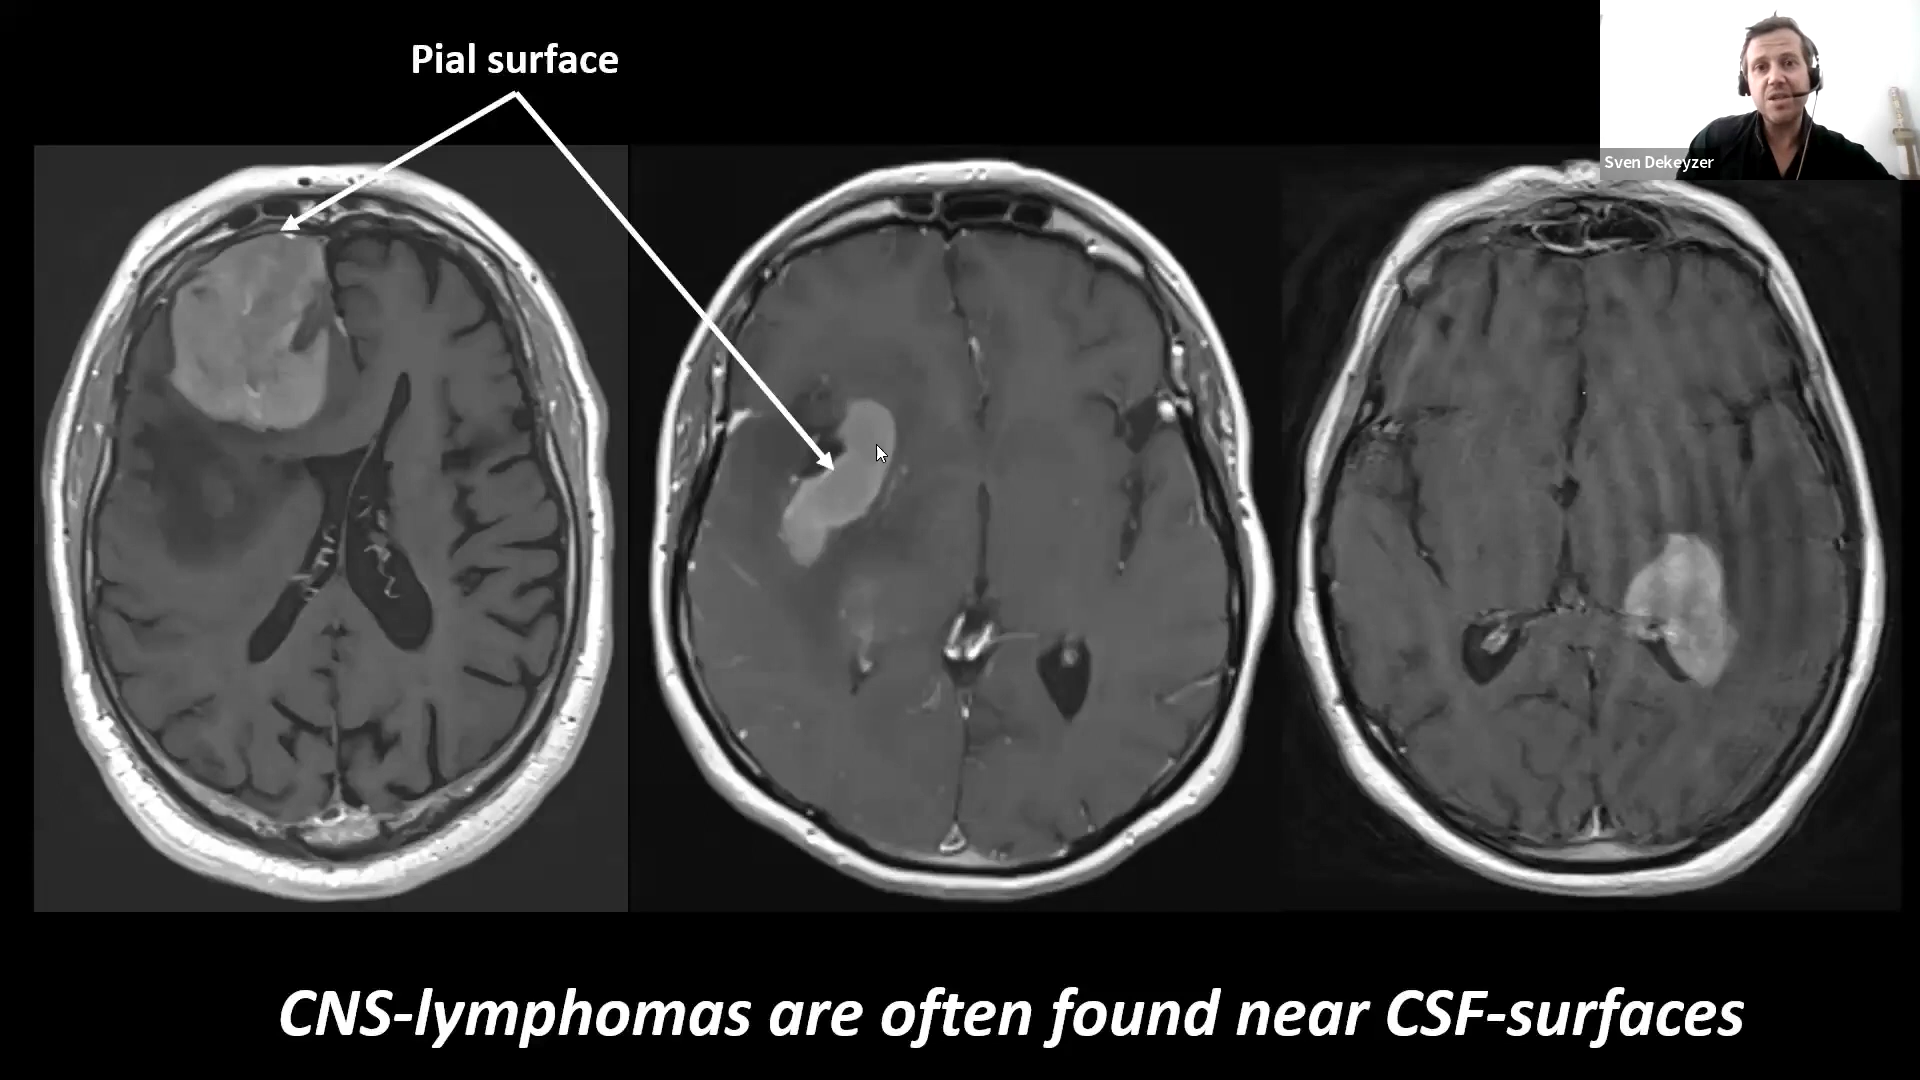 Pial surface
Sven Dekeyzer
CNS-lymphomas are often found near CSF-surfaces